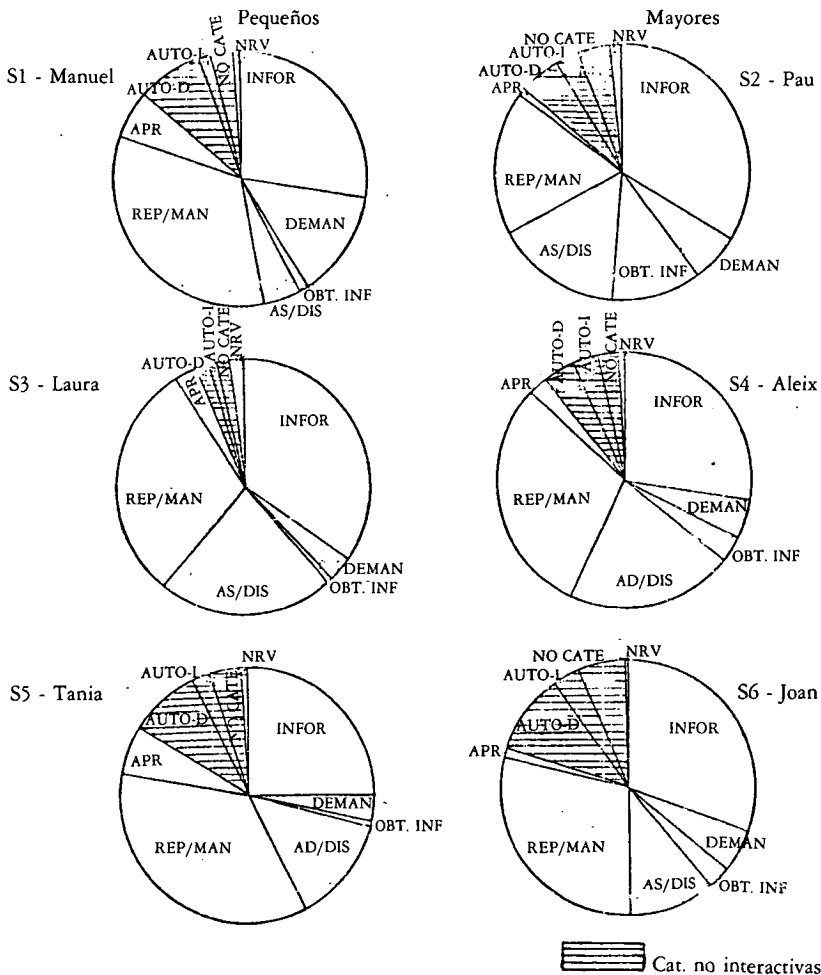 Pequeños
Mayores
S1 - Manuel
AUTO-I
NO CATE
NRV
INFOR
AUTO-D
APR
REP/MAN
DEMAN
OBT. INF
AS/DIS
S2 - Pau
NO CATE
NRV
AUTO-I
AUTO-D
APR
INFOR
REP/MAN
AS/DIS
OBT. INF
DEMAN
S3 - Laura
AUTO-D
APR
AUTO-I
NO CATE
NRV
INFOR
REP/MAN
DEMAN
OBT. INF
AS/DIS
S4 - Aleix
APR
AUTO-D
AUTO-I
NO CATE
NRV
INFOR
REP/MAN
DEMAN
OBT. INF
AD/DIS
S5 - Tania
AUTO-I
NO CATE
NRV
AUTO-D
INFOR
APR
DEMAN
OBT. INF
REP/MAN
AD/DIS
S6 - Joan
NO CATE
NRV
AUTO-I
AUTO-D
INFOR
APR
REP/MAN
DEMAN
AS/DIS
OBT. INF
Cat. no interactivas